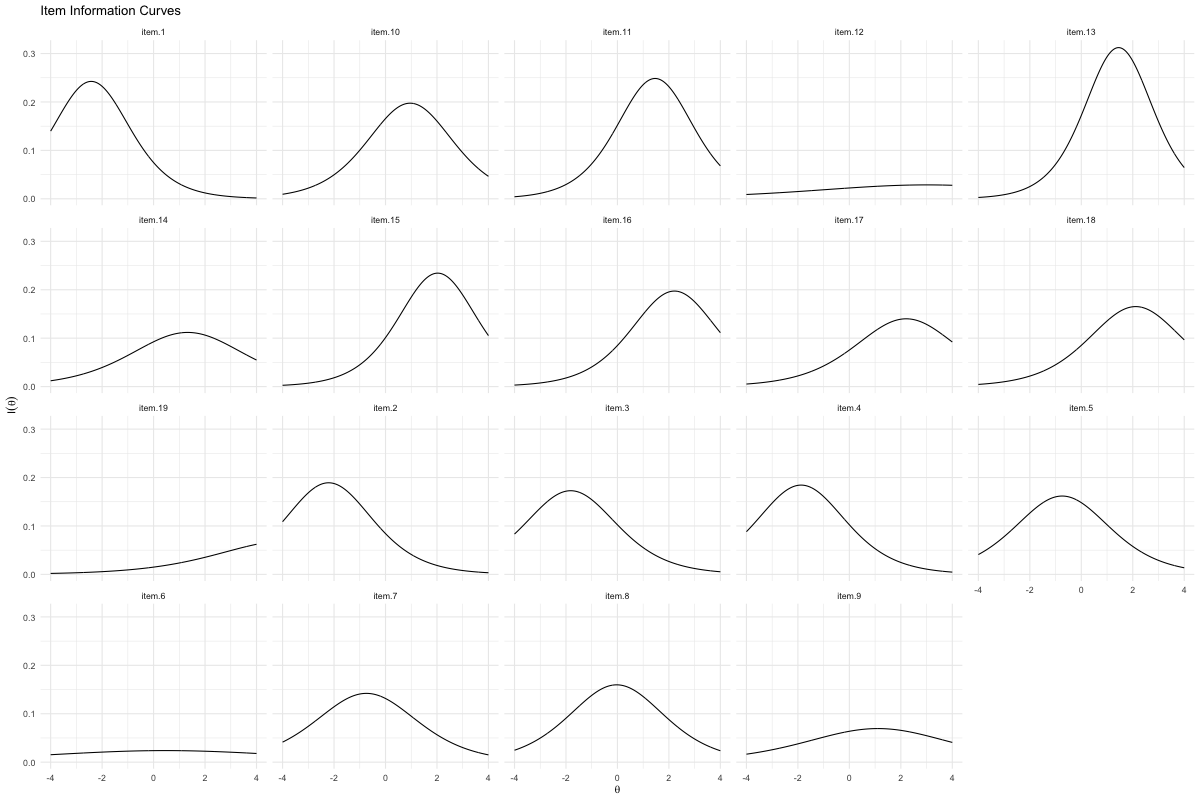 Item Information Curves
item.1 item.10 item.11 item.12 item.13
0.3
0.2
0.1
0.0
item.14 item.15 item.16 item.17 item.18
0.3
0.2
0.1
0.0
I(θ)
item.19 item.2 item.3 item.4 item.5
0.3
0.2
0.1
0.0
-4 -2 0 2 4
item.6 item.7 item.8 item.9
0.3
0.2
0.1
0.0
-4 -2 0 2 4 -4 -2 0 2 4 -4 -2 0 2 4 -4 -2 0 2 4
θ